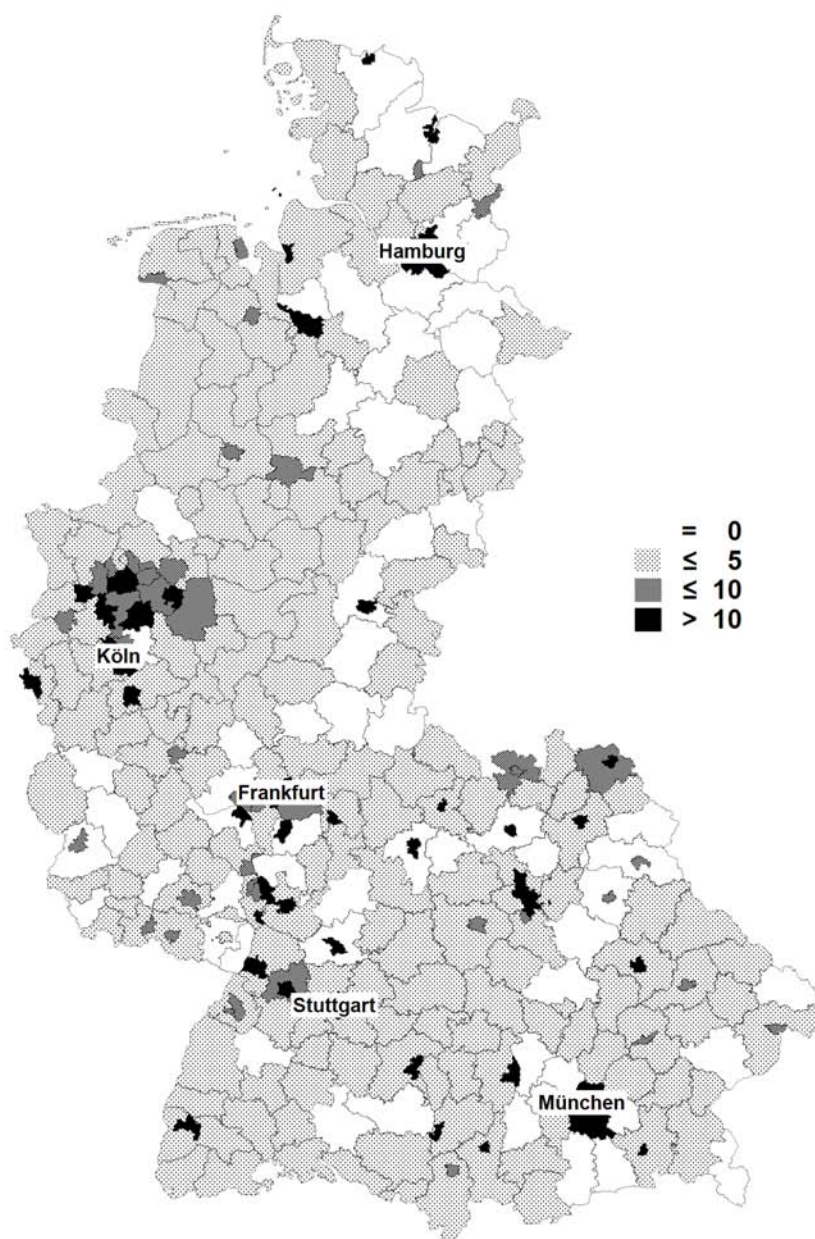 Hamburg
= 0
≤ 5
≤ 10
> 10
Köln
Frankfurt
Stuttgart
München